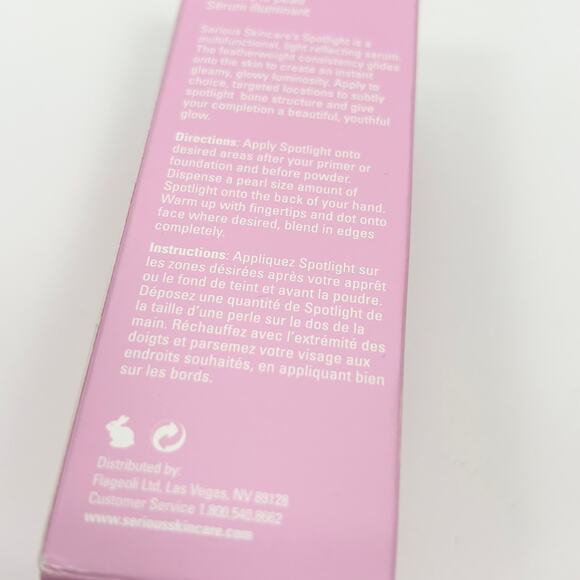 Sérum illuminant
Serious Skincare's Spotlight is a
multifunctional, light reflecting serum.
The featherweight consistency glides
onto the skin to create an instant
gleamy, glowy luminosity. Apply to
choice, targeted locations to subtly
spotlight bone structure and give
your completion a beautiful, youthful
glow.
Directions: Apply Spotlight onto
desired areas after your primer or
foundation and before powder.
Dispense a pearl size amount of
Spotlight onto the back of your hand.
Warm up with fingertips and dot onto
face where desired, blend in edges
completely.
Instructions: Appliquez Spotlight sur
les zones désirées après votre apprêt
ou le fond de teint et avant la poudre.
Déposez une quantité de Spotlight de
la taille d'une perle sur le dos de la
main. Réchauffez avec l'extrémité des
doigts et parsemez votre visage aux
endroits souhaités, en appliquant bien
sur les bords.
Distributed by:
Flageoli Ltd, Las Vegas, NV 89128
Customer Service 1.800.540.8662
www.seriousskincare.com